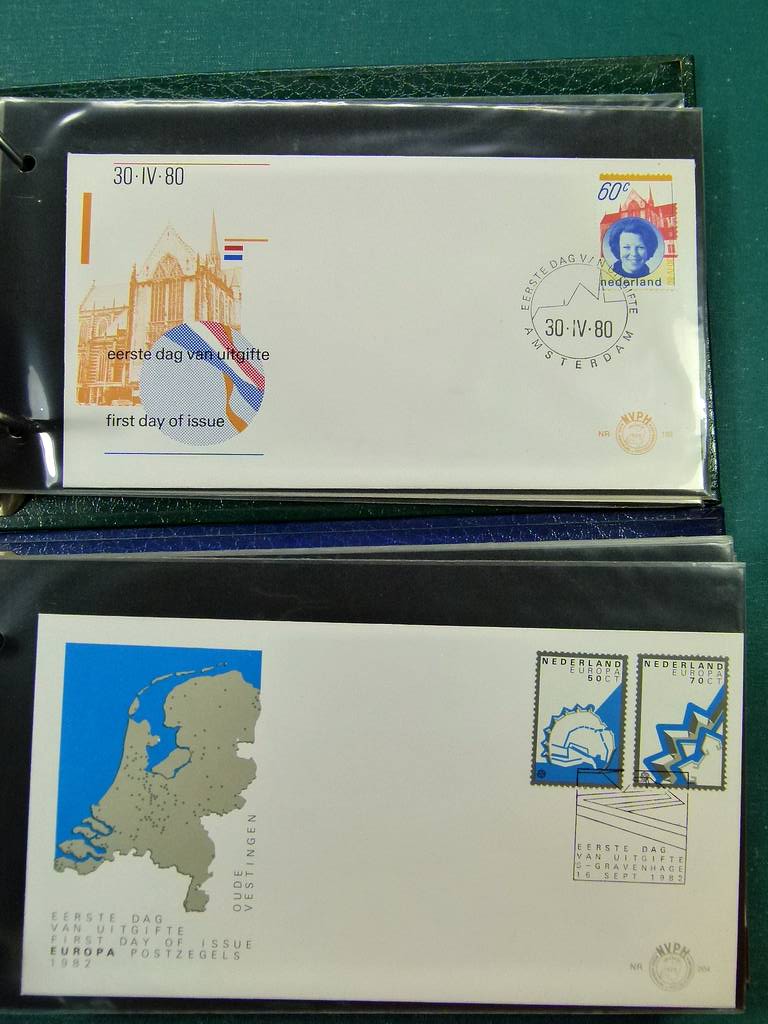 30·IV·80
eerste dag van uitgifte
first day of issue
60c
nederland
EERSTE DAG VAN UITGIFTE
30·IV·80
AMSTERDAM
NVPH
NR
NEDERLAND
EUROPA
50CT
NEDERLAND
EUROPA
70CT
EERSTE DAG
VAN UITGIFTE
S-GRAVENHAGE
16 SEPT 1982
OUDE
VESTINGEN
EERSTE DAG
VAN UITGIFTE
FIRST DAY OF ISSUE
EUROPA POSTZEGELS
1982
NVPH
NR